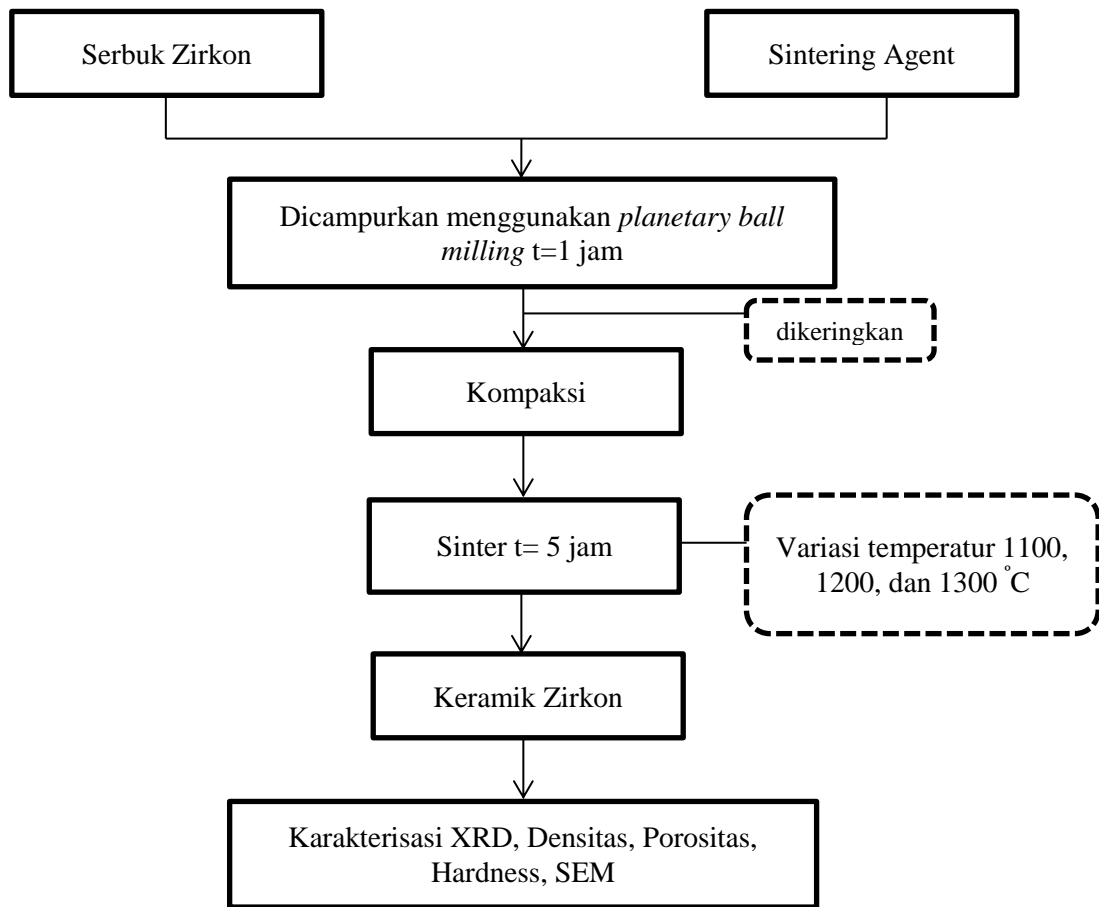 Serbuk Zirkon
Sintering Agent
Dicampurkan menggunakan planetary ball
milling t=1 jam
dikeringkan
Kompaksi
Sinter t= 5 jam
Variasi temperatur 1100,
1200, dan 1300 °C
Keramik Zirkon
Karakterisasi XRD, Densitas, Porositas,
Hardness, SEM